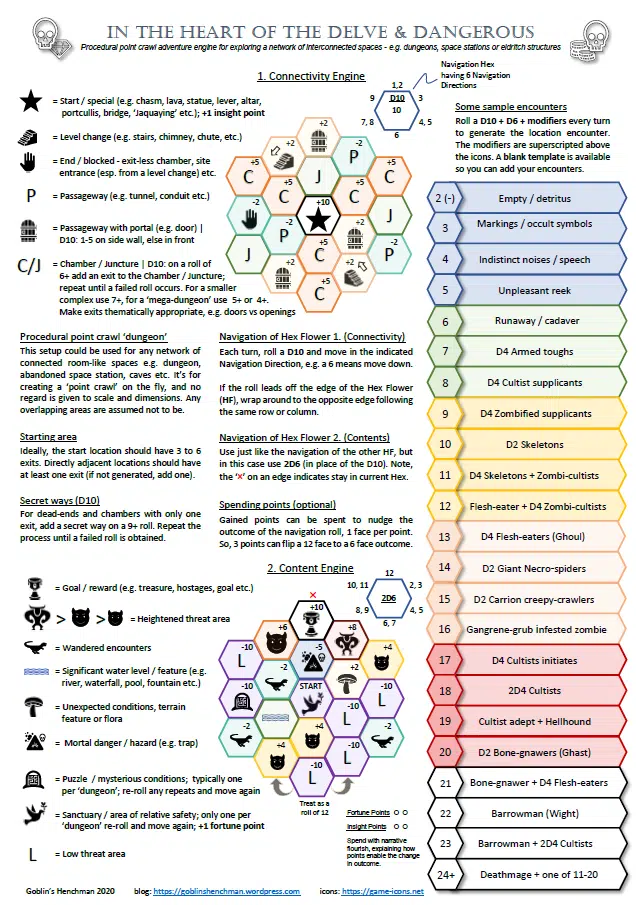 IN THE HEART OF THE DELVE & DANGEROUS
Procedural point crawl adventure engine for exploring a network of interconnected spaces - e.g. dungeons, space stations or eldritch structures
1. Connectivity Engine
= Start / special (e.g. chasm, lava, statue, lever, altar,
portcullis, bridge, 'Jaquaying' etc.); +1 insight point
= Level change (e.g. stairs, chimney, chute, etc.)
= End / blocked - exit-less chamber, site
entrance (esp. from a level change) etc.
P = Passageway (e.g. tunnel, conduit etc.)
= Passageway with portal (e.g. door) |
D10: 1-5 on side wall, else in front
C/J = Chamber / Juncture | D10: on a roll of
6+ add an exit to the Chamber / Juncture;
repeat until a failed roll occurs. For a smaller
complex use 7+, for a 'mega-dungeon' use 5+ or 4+.
Make exits thematically appropriate, e.g. doors vs openings
+2
+2
-2
+5
J
P
+5
C
+5
+5
C
-2
C
+10
C
J
-2
P
+2
J
+5
C
-2
P
+2
+2
+5
C
1,2
9
D10
3
10
7, 8
4, 5
6
Navigation Hex
having 6 Navigation
Directions
Some sample encounters
Roll a D10 + D6 + modifiers every turn
to generate the location encounter.
The modifiers are superscripted above
the icons. A blank template is available
so you can add your encounters.
2 (-) Empty / detritus
3 Markings / occult symbols
4 Indistinct noises / speech
5 Unpleasant reek
6 Runaway / cadaver
7 D4 Armed toughs
8 D4 Cultist supplicants
9 D4 Zombified supplicants
10 D2 Skeletons
11 D4 Skeletons + Zombi-cultists
12 Flesh-eater + D4 Zombi-cultists
13 D4 Flesh-eaters (Ghoul)
14 D2 Giant Necro-spiders
15 D2 Carrion creepy-crawlers
16 Gangrene-grub infested zombie
17 D4 Cultists initiates
18 2D4 Cultists
19 Cultist adept + Hellhound
20 D2 Bone-gnawers (Ghast)
21 Bone-gnawer + D4 Flesh-eaters
22 Barrowman (Wight)
23 Barrowman + 2D4 Cultists
24+ Deathmage + one of 11-20
Procedural point crawl 'dungeon'
This setup could be used for any network of
connected room-like spaces e.g. dungeon,
abandoned space station, caves etc. It's for
creating a 'point crawl' on the fly, and no
regard is given to scale and dimensions. Any
overlapping areas are assumed not to be.
Starting area
Ideally, the start location should have 3 to 6
exits. Directly adjacent locations should have
at least one exit (if not generated, add one).
Secret ways (D10)
For dead-ends and chambers with only one
exit, add a secret way on a 9+ roll. Repeat the
process until a failed roll is obtained.
Navigation of Hex Flower 1. (Connectivity)
Each turn, roll a D10 and move in the indicated
Navigation Direction, e.g. a 6 means move down.
If the roll leads off the edge of the Hex Flower
(HF), wrap around to the opposite edge following
the same row or column.
Navigation of Hex Flower 2. (Contents)
Use just like the navigation of the other HF, but
in this case use 2D6 (in place of the D10). Note,
the '×' on an edge indicates stay in current Hex.
Spending points (optional)
Gained points can be spent to nudge the
outcome of the navigation roll, 1 face per point.
So, 3 points can flip a 12 face to a 6 face outcome.
2. Content Engine
= Goal / reward (e.g. treasure, hostages, goal etc.)
> > = Heightened threat area
= Wandered encounters
= Significant water level / feature (e.g.
river, waterfall, pool, fountain etc.)
= Unexpected conditions, terrain
feature or flora
= Mortal danger / hazard (e.g. trap)
= Puzzle / mysterious conditions; typically one
per 'dungeon'; re-roll any repeats and move again
= Sanctuary / area of relative safety; only one per
'dungeon' re-roll and move again; +1 fortune point
L = Low threat area
×
+10
+6
+8
-10
L
-5
+4
-2
+2
-10
START
-10
L
-10
L
-2
+4
-10
L
-2
+4
-10
L
12
10, 11
2D6
2, 3
8, 9
4, 5
6, 7
Treat as a
roll of 12
Fortune Points ○ ○
Insight Points ○ ○
Spend with narrative
flourish, explaining how
points enable the change
in outcome.
Goblin's Henchman 2020 blog: https://goblinshenchman.wordpress.com icons: https://game-icons.net